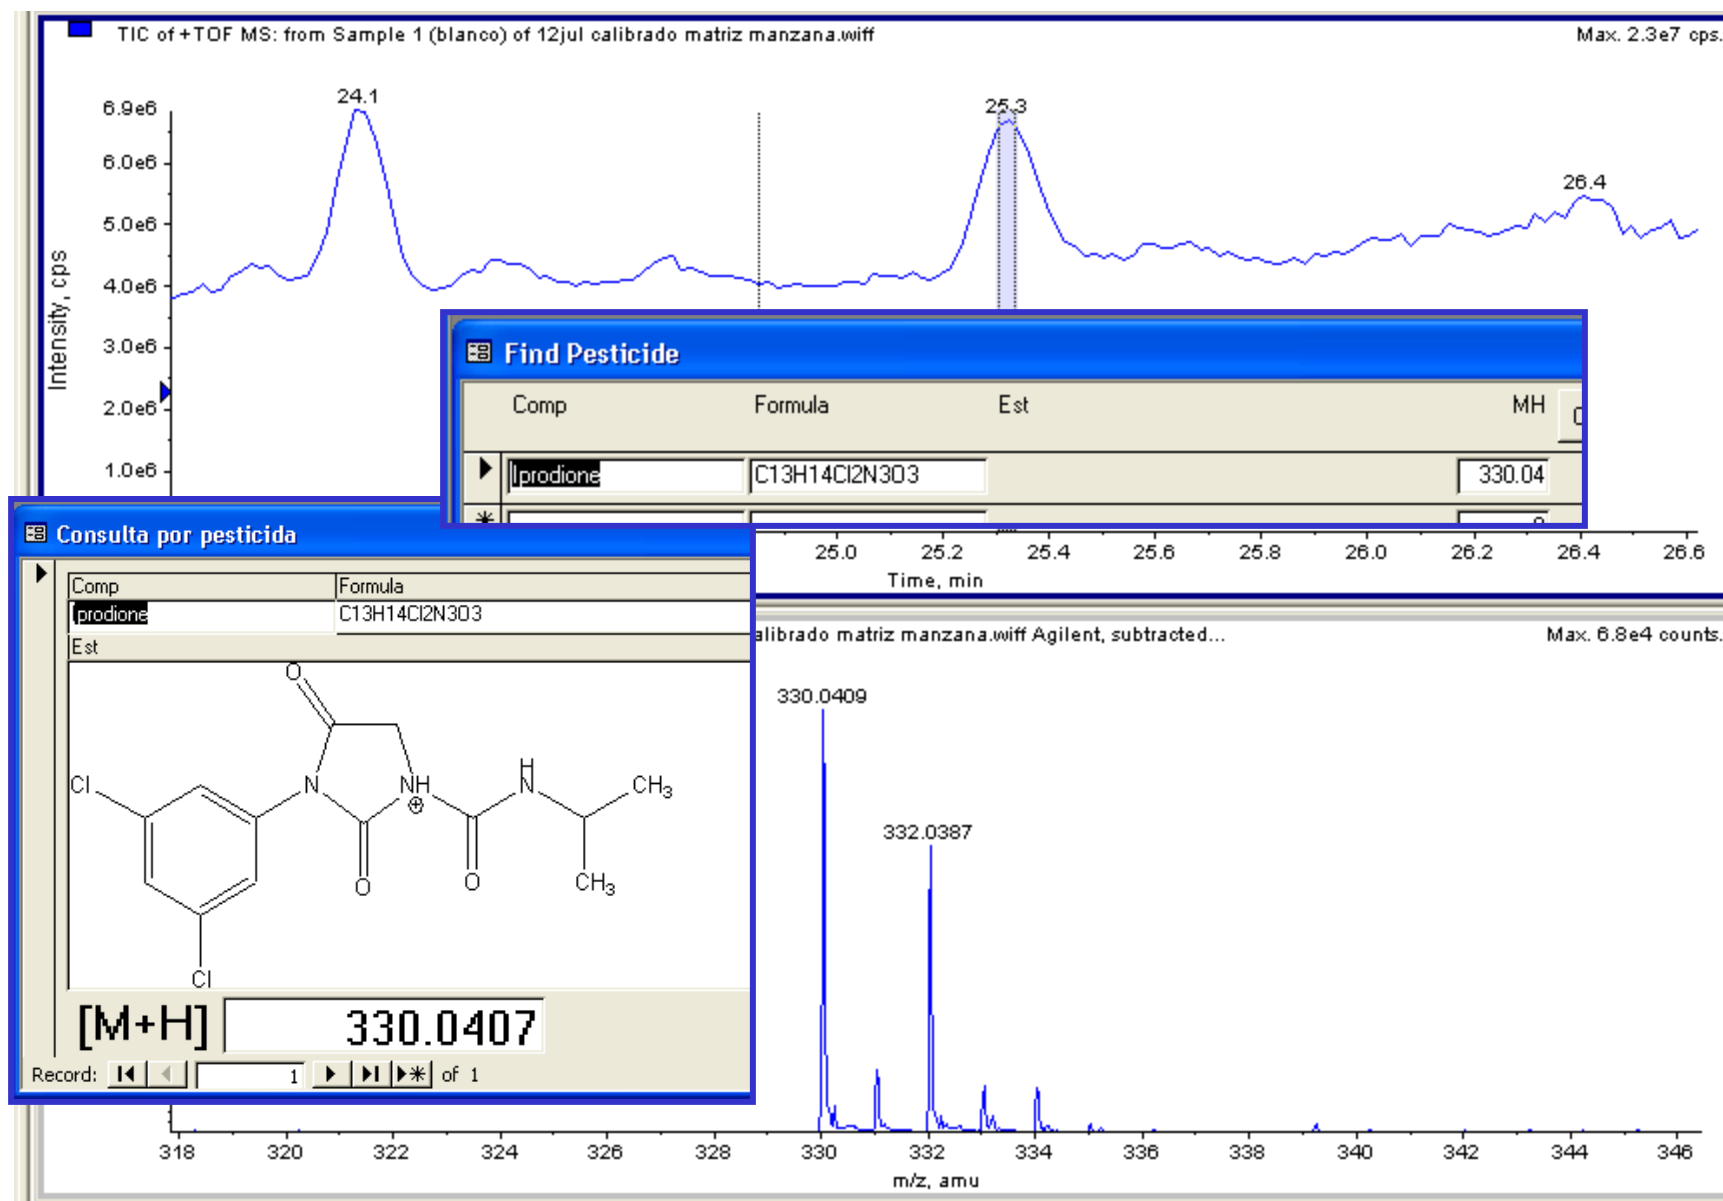 TIC of +TOF MS: from Sample 1 (blanco) of 12jul calibrado matriz manzana.wiff
Max. 2.3e7 cps.
24.1
25.3
26.4
6.9e6
6.0e6
5.0e6
4.0e6
3.0e6
2.0e6
1.0e6
Intensity, cps
Find Pesticide
Comp Formula Est MH
Iprodione C13H14Cl2N3O3 330.04
25.0 25.2 25.4 25.6 25.8 26.0 26.2 26.4 26.6
Time, min
Consulta por pesticida
Comp Formula
Iprodione C13H14Cl2N3O3
Est
O
Cl
N
NH
⊕
H
N
CH3
O
O
CH3
Cl
[M+H] 330.0407
Record: 1 of 1
alibrado matriz manzana.wiff Agilent, subtracted...
Max. 6.8e4 counts.
330.0409
332.0387
318 320 322 324 326 328 330 332 334 336 338 340 342 344 346
m/z, amu